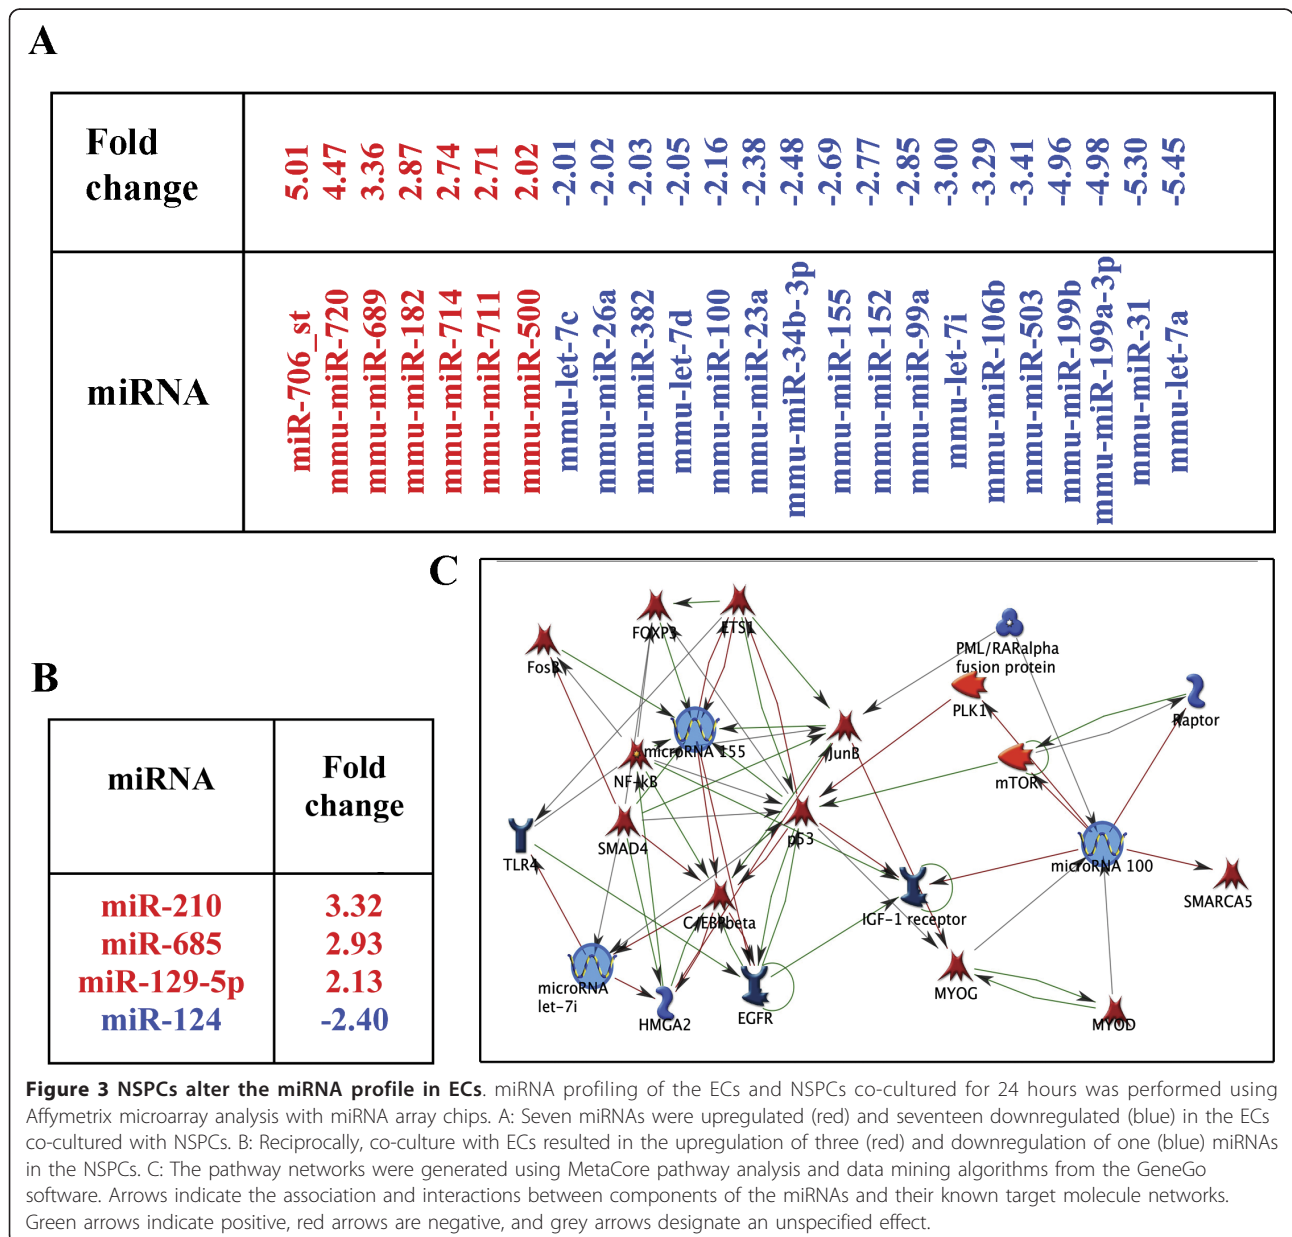 A
Fold
change
5.01
4.47
3.36
2.87
2.74
2.71
2.02
-2.01
-2.02
-2.03
-2.05
-2.16
-2.38
-2.48
-2.69
-2.77
-2.85
-3.00
-3.29
-3.41
-4.96
-4.98
-5.30
-5.45
miRNA
miR-706_st
mmu-miR-720
mmu-miR-689
mmu-miR-182
mmu-miR-714
mmu-miR-711
mmu-miR-500
mmu-let-7c
mmu-miR-26a
mmu-miR-382
mmu-let-7d
mmu-miR-100
mmu-miR-23a
mmu-miR-34b-3p
mmu-miR-155
mmu-miR-152
mmu-miR-99a
mmu-let-7i
mmu-miR-106b
mmu-miR-503
mmu-miR-199b
mmu-miR-199a-3p
mmu-miR-31
mmu-let-7a
B
miRNA
Fold
change
miR-210 3.32
miR-685 2.93
miR-129-5p 2.13
miR-124 -2.40
C
FOXP3
ETS1
FosB
PML/RARalpha
fusion protein
PLK1
Raptor
microRNA 155
JunB
NF-kB
mTOR
TLR4
SMAD4
p53
microRNA 100
SMARCA5
C/EBPbeta
IGF-1 receptor
microRNA
let-7i
HMGA2
EGFR
MYOG
MYOD
Figure 3 NSPCs alter the miRNA profile in ECs. miRNA profiling of the ECs and NSPCs co-cultured for 24 hours was performed using
Affymetrix microarray analysis with miRNA array chips. A: Seven miRNAs were upregulated (red) and seventeen downregulated (blue) in the ECs
co-cultured with NSPCs. B: Reciprocally, co-culture with ECs resulted in the upregulation of three (red) and downregulation of one (blue) miRNAs
in the NSPCs. C: The pathway networks were generated using MetaCore pathway analysis and data mining algorithms from the GeneGo
software. Arrows indicate the association and interactions between components of the miRNAs and their known target molecule networks.
Green arrows indicate positive, red arrows are negative, and grey arrows designate an unspecified effect.